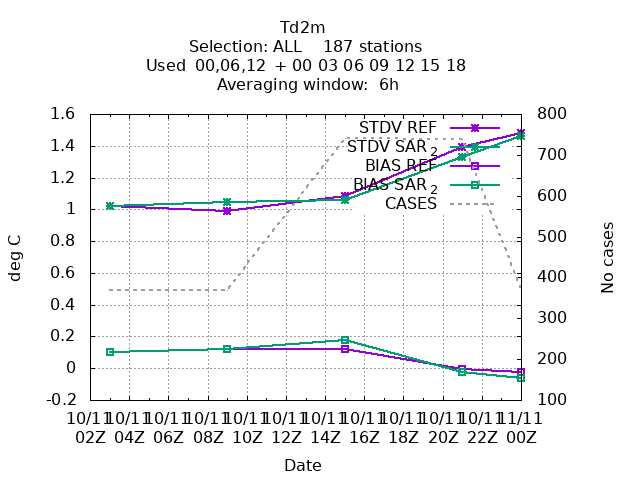 Td2m
Selection: ALL 187 stations
Used 00,06,12 + 00 03 06 09 12 15 18
Averaging window: 6h
1.6
1.4
1.2
1
0.8
0.6
0.4
0.2
0
-0.2
deg C
800
700
600
500
400
300
200
100
No cases
STDV REF
STDV SAR 2
BIAS REF
BIAS SAR 2
CASES
10/11 10/11 10/11 10/11 10/11 10/11 10/11 10/11 10/11 10/11 10/11 11/11
02Z 04Z 06Z 08Z 10Z 12Z 14Z 16Z 18Z 20Z 22Z 00Z
Date